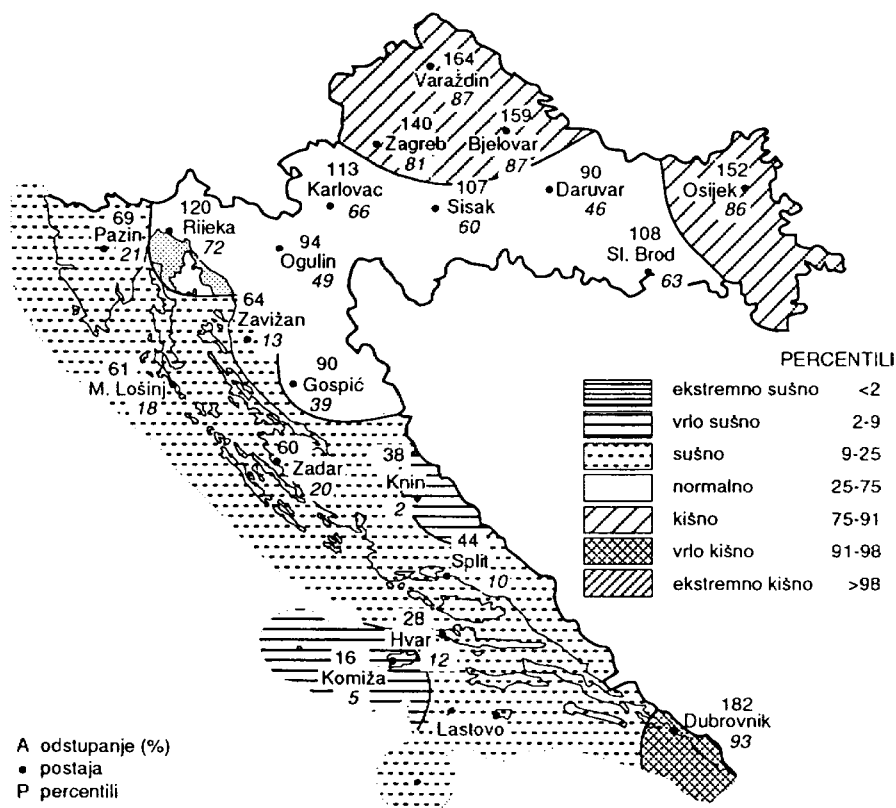 164
Varaždin
87
140
Zagreb
81
159
Bjelovar
87
113
Karlovac
66
107
Sisak
60
90
Daruvar
46
152
Osijek
86
69
Pazin
21
120
Rijeka
72
94
Ogulin
49
108
Sl. Brod
63
64
Zavižan
13
61
M. Lošinj
18
90
Gospić
39
60
Zadar
20
38
Knin
2
44
Split
10
28
Hvar
12
16
Komiža
5
Lastovo
182
Dubrovnik
93
PERCENTILI
ekstremno sušno <2
vrlo sušno 2-9
sušno 9-25
normalno 25-75
kišno 75-91
vrlo kišno 91-98
ekstremno kišno >98
A odstupanje (%)
• postaja
P percentili